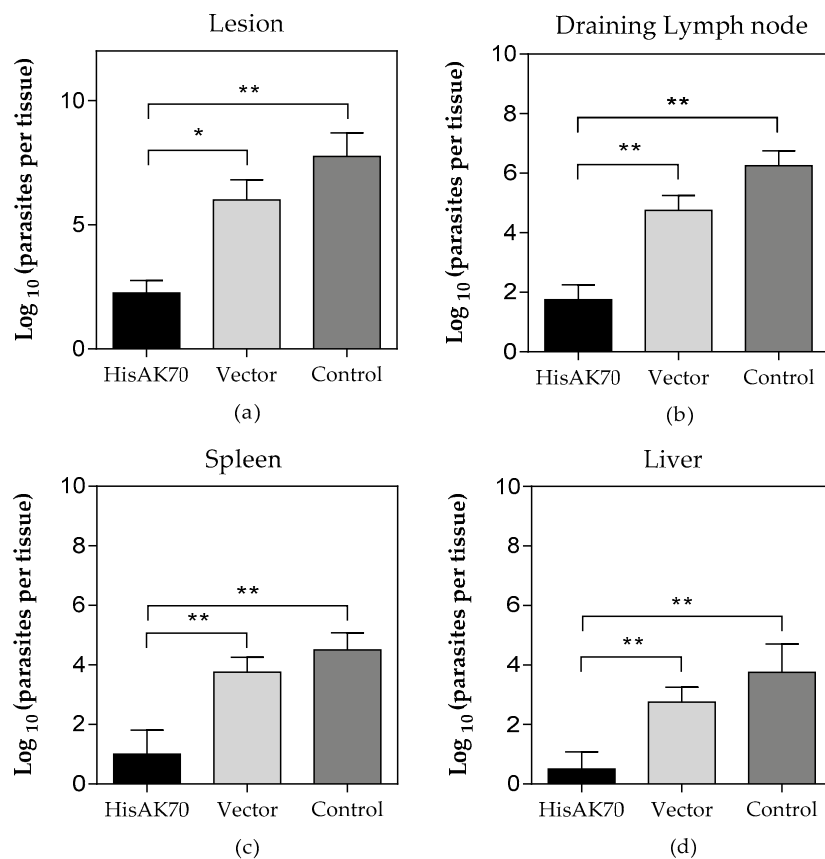 Lesion
Log 10 (parasites per tissue)
10
5
0
**
*
HisAK70 Vector Control
(a)
Draining Lymph node
Log 10 (parasites per tissue)
10
8
6
4
2
0
**
**
HisAK70 Vector Control
(b)
Spleen
Log 10 (parasites per tissue)
10
8
6
4
2
0
**
**
HisAK70 Vector Control
(c)
Liver
Log 10 (parasites per tissue)
10
8
6
4
2
0
**
**
HisAK70 Vector Control
(d)